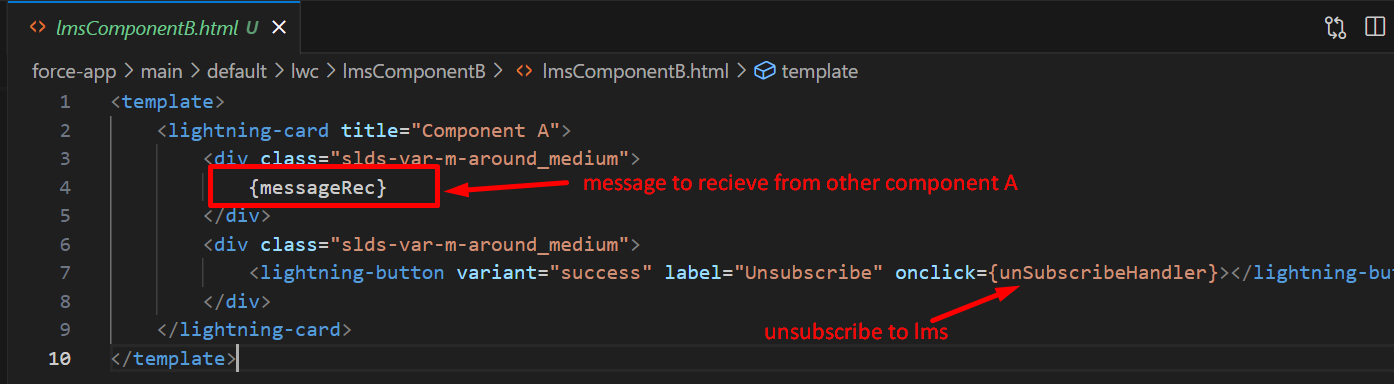 lmsComponentB.html U
force-app > main > default > lwc > lmsComponentB > lmsComponentB.html > template
1 <template>
2 <lightning-card title="Component A">
3 <div class="slds-var-m-around_medium">
4 {messageRec}
message to recieve from other component A
5 </div>
6 <div class="slds-var-m-around_medium">
7 <lightning-button variant="success" label="Unsubscribe" onclick={unSubscribeHandler}></lightning-bu
8 </div>
9 </lightning-card>
unsubscribe to lms
10 </template>